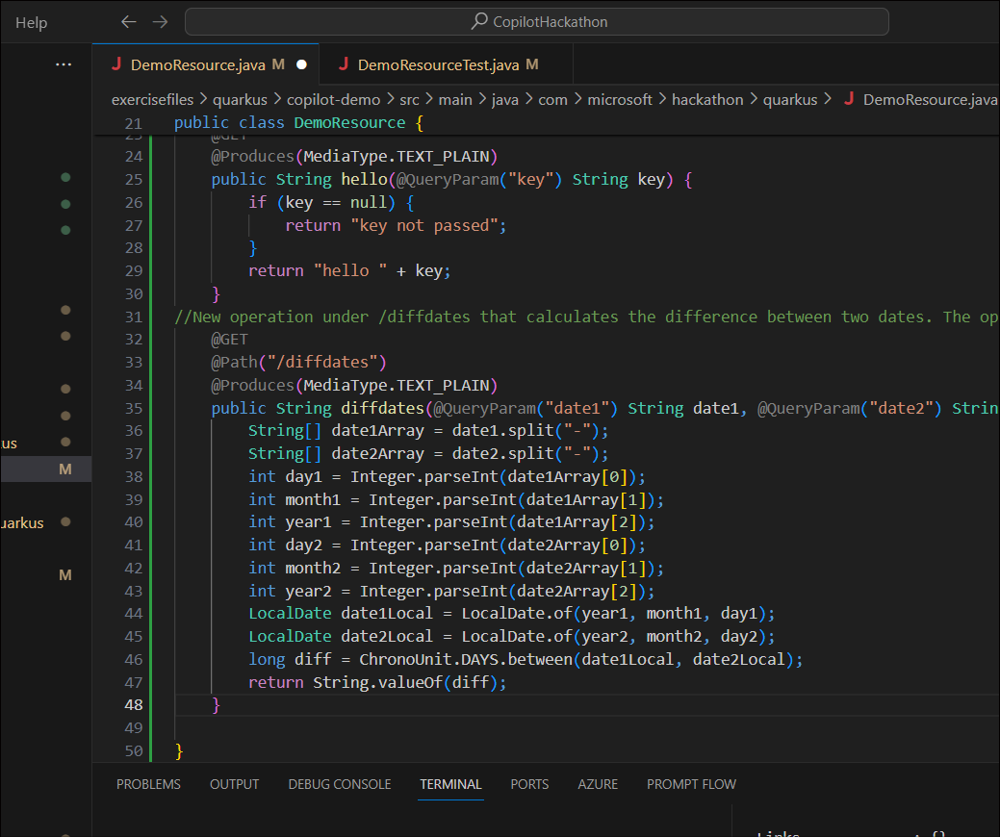 Help
CopilotHackathon
DemoResource.java M
DemoResourceTest.java M
exercisefiles > quarkus > copilot-demo > src > main > java > com > microsoft > hackathon > quarkus > DemoResource.java
21 public class DemoResource {
24 @Produces(MediaType.TEXT_PLAIN)
25 public String hello(@QueryParam("key") String key) {
26 if (key == null) {
27 return "key not passed";
28 }
29 return "hello " + key;
30 }
31 //New operation under /diffdates that calculates the difference between two dates. The op
32 @GET
33 @Path("/diffdates")
34 @Produces(MediaType.TEXT_PLAIN)
35 public String diffdates(@QueryParam("date1") String date1, @QueryParam("date2") Strin
36 String[] date1Array = date1.split("-");
37 String[] date2Array = date2.split("-");
38 int day1 = Integer.parseInt(date1Array[0]);
39 int month1 = Integer.parseInt(date1Array[1]);
40 int year1 = Integer.parseInt(date1Array[2]);
41 int day2 = Integer.parseInt(date2Array[0]);
42 int month2 = Integer.parseInt(date2Array[1]);
43 int year2 = Integer.parseInt(date2Array[2]);
44 LocalDate date1Local = LocalDate.of(year1, month1, day1);
45 LocalDate date2Local = LocalDate.of(year2, month2, day2);
46 long diff = ChronoUnit.DAYS.between(date1Local, date2Local);
47 return String.valueOf(diff);
48 }
49
50 }
us
M
uarkus
M
PROBLEMS OUTPUT DEBUG CONSOLE TERMINAL PORTS AZURE PROMPT FLOW